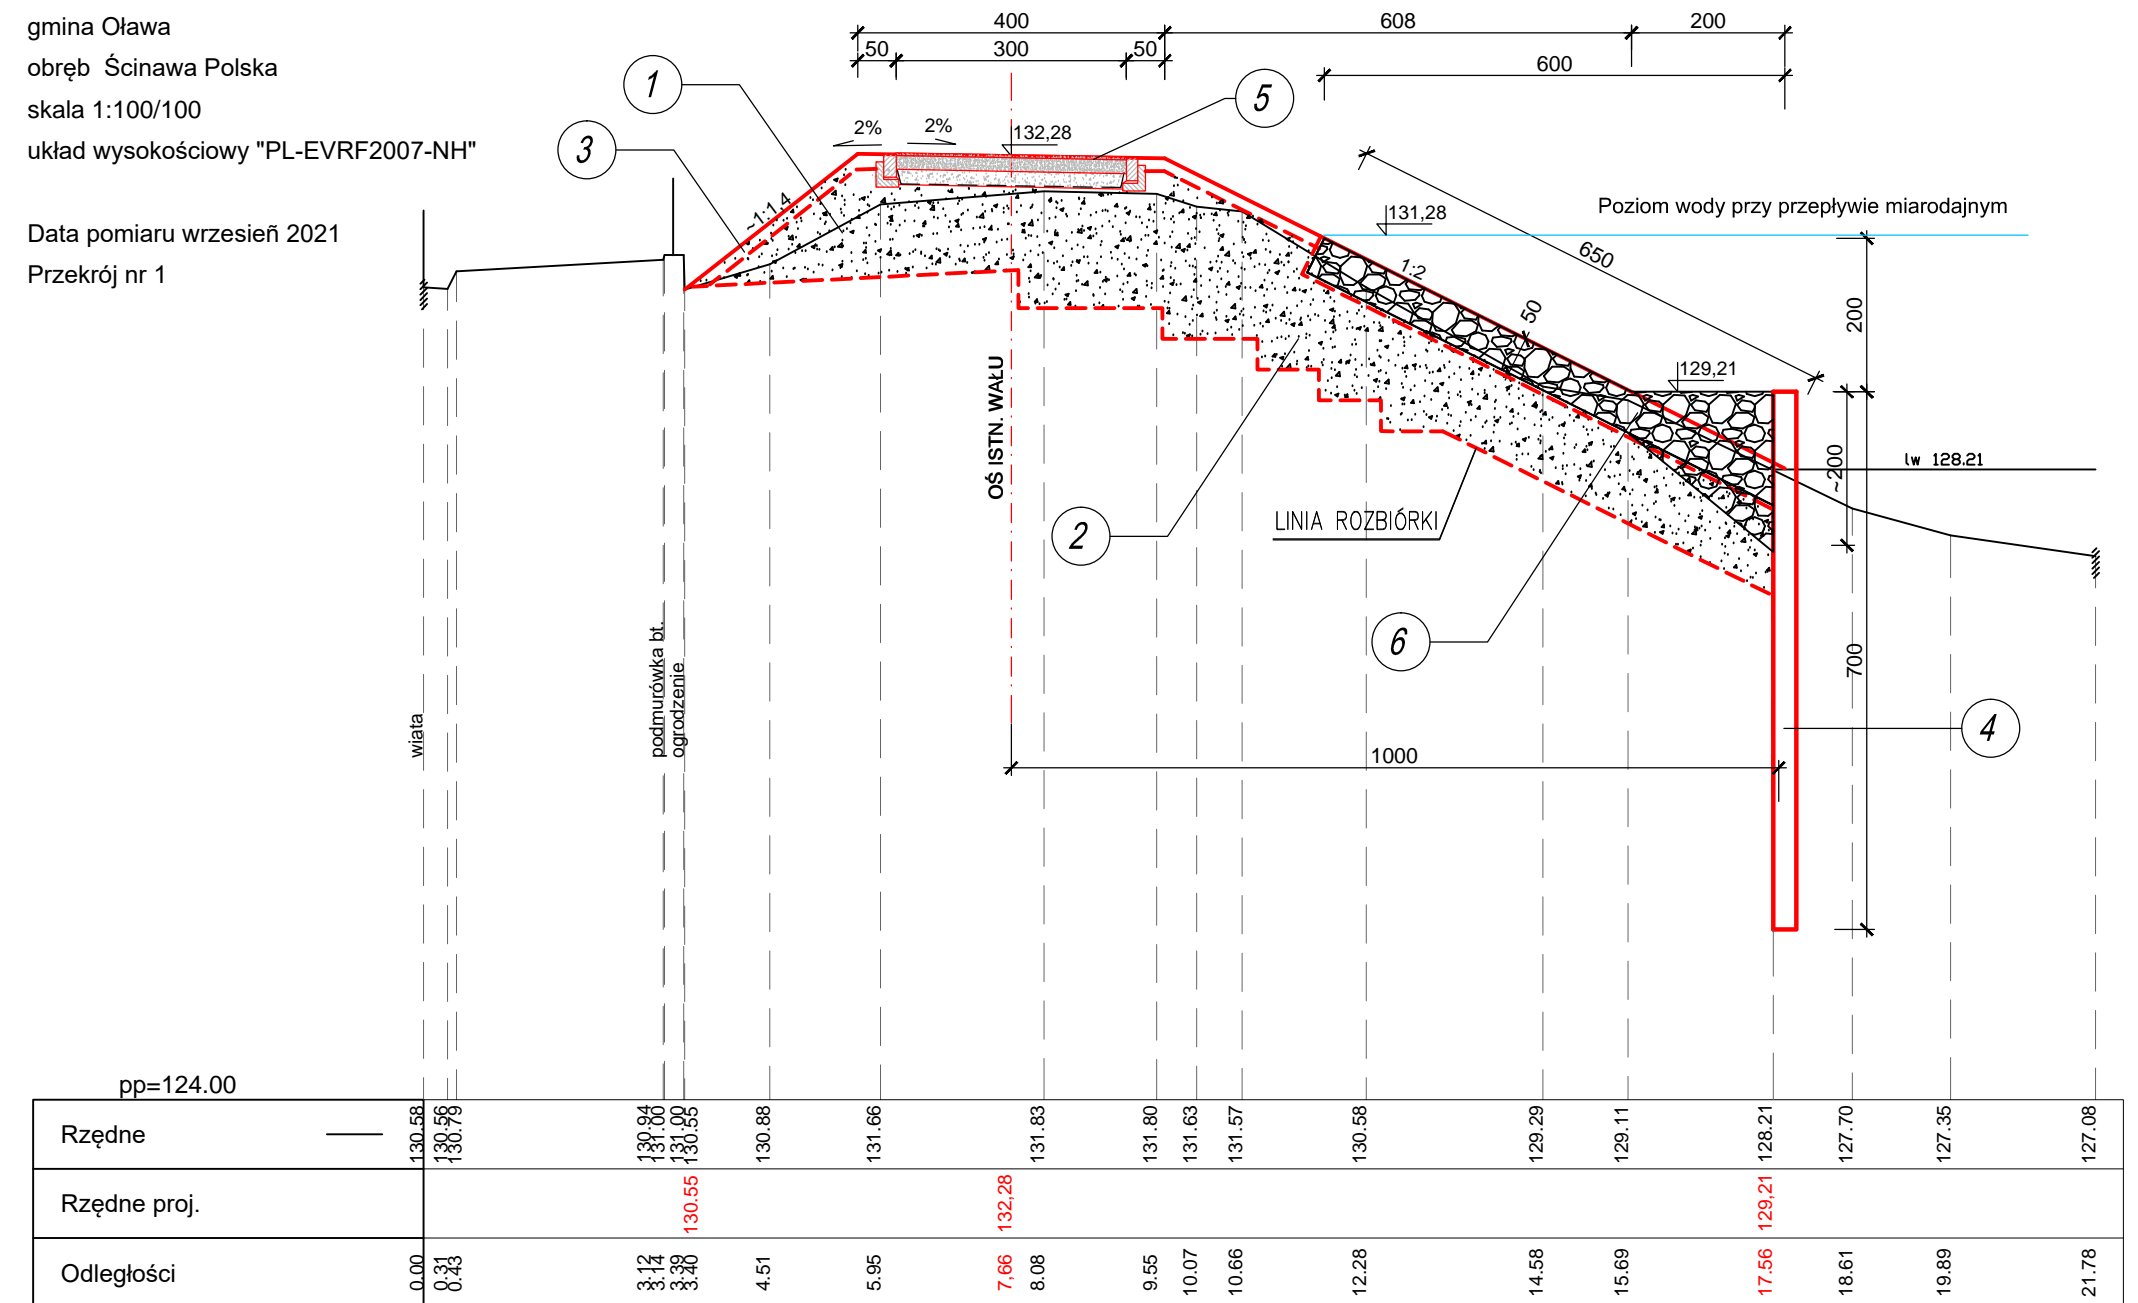 gmina Oława
obręb Ścinawa Polska
skala 1:100/100
układ wysokościowy "PL-EVRF2007-NH"
Data pomiaru wrzesień 2021
Przekrój nr 1
400
608
200
50
300
50
600
1
3
5
2%
2%
132,28
~1:1.4
131,28
Poziom wody przy przepływie miarodajnym
650
1:2
50
200
129,21
~200
lw 128.21
OŚ ISTN. WAŁU
LINIA ROZBIÓRKI
2
6
700
4
1000
wiata
podmurówka bt.
ogrodzenie
pp=124.00
Rzędne 130.58 130.56 130.79 130.94 131.00 131.00 130.55 130.88 131.66 131.83 131.80 131.63 131.57 130.58 129.29 129.11 128.21 127.70 127.35 127.08
Rzędne proj. 130.55 132,28 129,21
Odległości 0.00 0.31 0.43 3.12 3.14 3.39 3.40 4.51 5.95 7,66 8.08 9.55 10.07 10.66 12.28 14.58 15.69 17.56 18.61 19.89 21.78